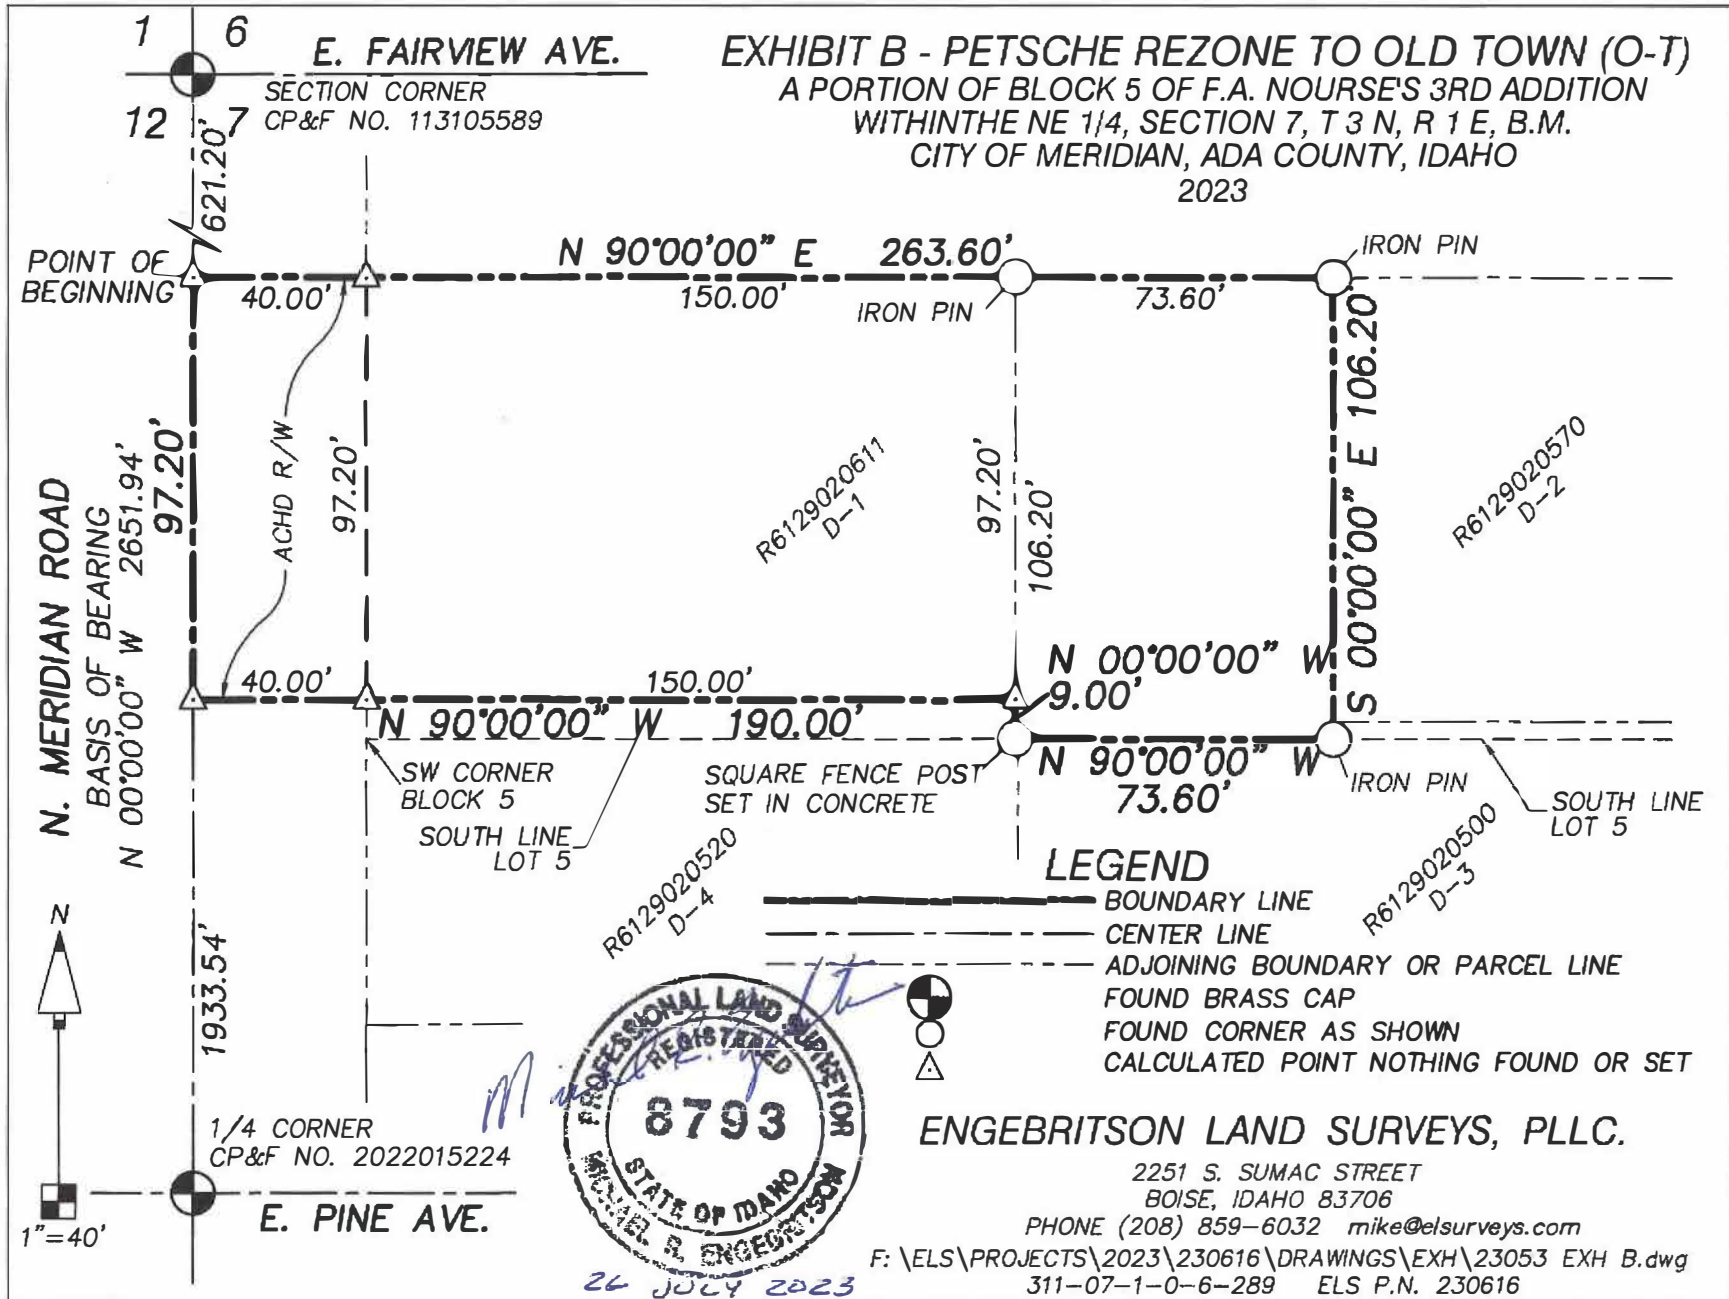 1 6
12 7
E. FAIRVIEW AVE.
SECTION CORNER
CP&F NO. 113105589
EXHIBIT B - PETSCHE REZONE TO OLD TOWN (O-T)
A PORTION OF BLOCK 5 OF F.A. NOURSE'S 3RD ADDITION
WITHINTHE NE 1/4, SECTION 7, T 3 N, R 1 E, B.M.
CITY OF MERIDIAN, ADA COUNTY, IDAHO
2023
621.20'
POINT OF
BEGINNING
N 90°00'00" E 263.60'
40.00'
150.00'
73.60'
IRON PIN
IRON PIN
S 00°00'00" E 106.20'
N. MERIDIAN ROAD
BASIS OF BEARING
N 00°00'00" W 2651.94'
97.20'
ACHD R/W
97.20'
R6129020611
D-1
97.20'
106.20'
R6129020570
D-2
40.00'
150.00'
N 90°00'00" W 190.00'
N 00°00'00" W
9.00'
N 90°00'00" W
73.60'
SW CORNER
BLOCK 5
SOUTH LINE
LOT 5
SQUARE FENCE POST
SET IN CONCRETE
IRON PIN
SOUTH LINE
LOT 5
R6129020520
D-4
R6129020500
D-3
LEGEND
BOUNDARY LINE
CENTER LINE
ADJOINING BOUNDARY OR PARCEL LINE
FOUND BRASS CAP
FOUND CORNER AS SHOWN
CALCULATED POINT NOTHING FOUND OR SET
N
1"=40'
1933.54'
1/4 CORNER
CP&F NO. 2022015224
E. PINE AVE.
PROFESSIONAL LAND SURVEYOR
REGISTERED
8793
STATE OF IDAHO
MICHAEL R. ENGEBRITSON
26 JULY 2023
ENGEBRITSON LAND SURVEYS, PLLC.
2251 S. SUMAC STREET
BOISE, IDAHO 83706
PHONE (208) 859-6032 mike@elsurveys.com
F:\ELS\PROJECTS\2023\230616\DRAWINGS\EXH\23053 EXH B.dwg
311-07-1-0-6-289 ELS P.N. 230616